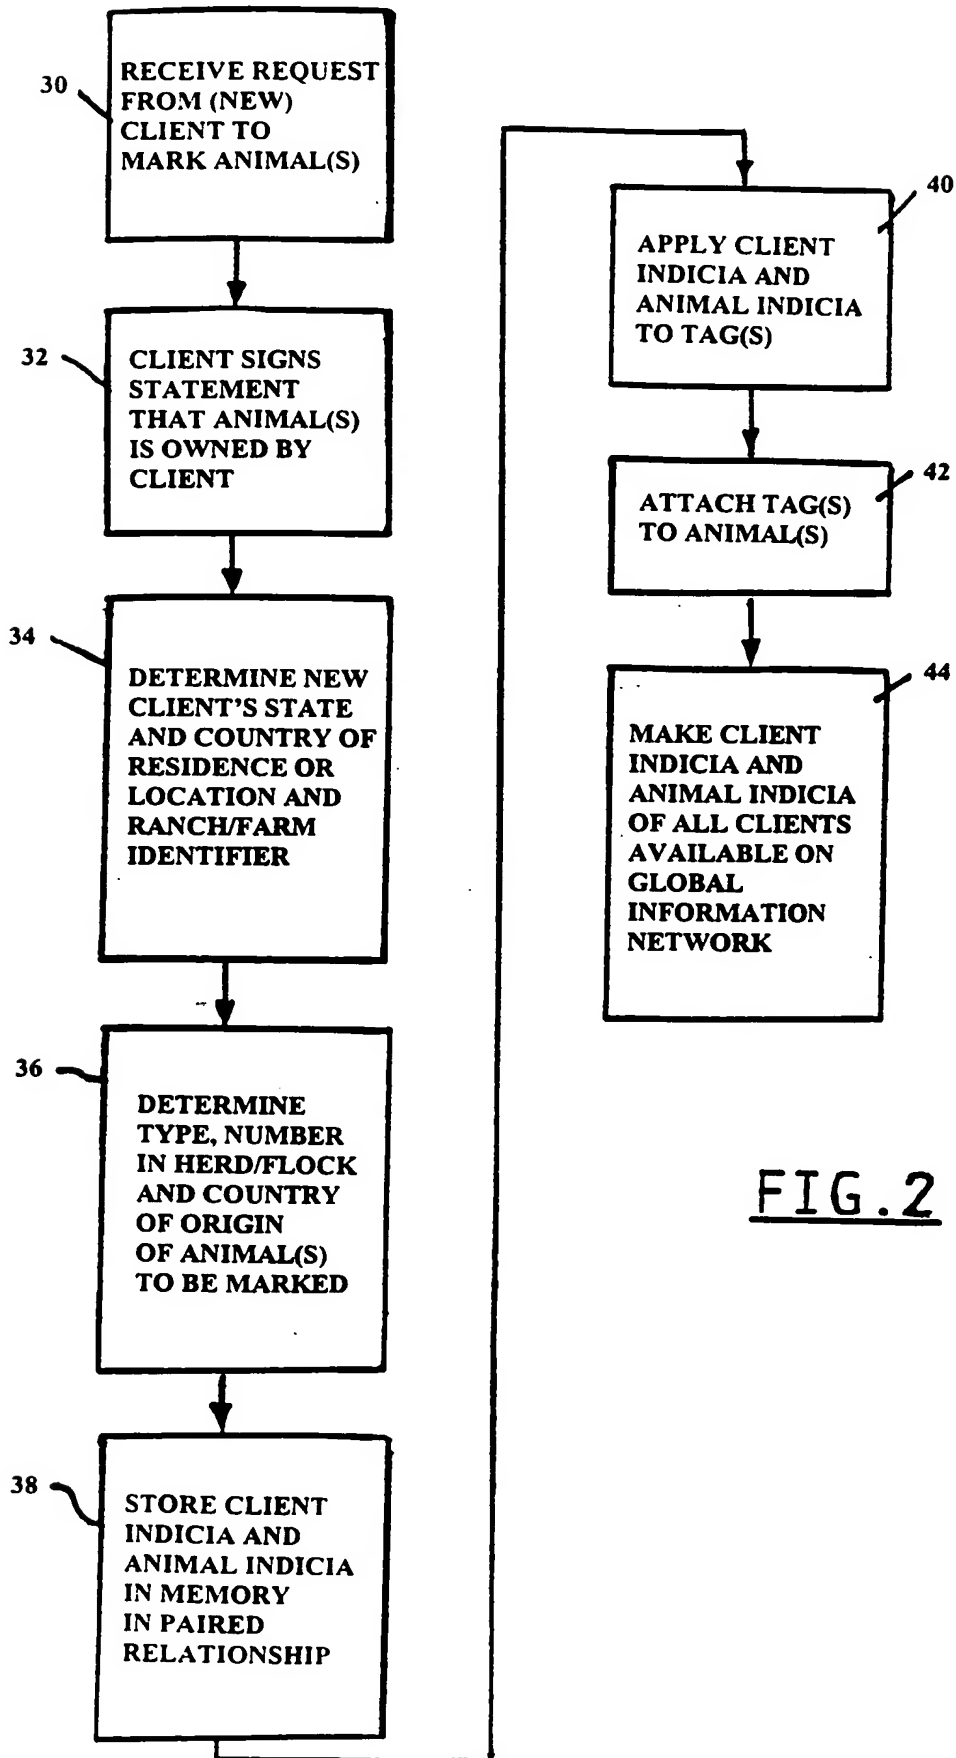 30
RECEIVE REQUEST
FROM (NEW)
CLIENT TO
MARK ANIMAL(S)
32
CLIENT SIGNS
STATEMENT
THAT ANIMAL(S)
IS OWNED BY
CLIENT
34
DETERMINE NEW
CLIENT'S STATE
AND COUNTRY OF
RESIDENCE OR
LOCATION AND
RANCH/FARM
IDENTIFIER
36
DETERMINE
TYPE, NUMBER
IN HERD/FLOCK
AND COUNTRY
OF ORIGIN
OF ANIMAL(S)
TO BE MARKED
38
STORE CLIENT
INDICIA AND
ANIMAL INDICIA
IN MEMORY
IN PAIRED
RELATIONSHIP
40
APPLY CLIENT
INDICIA AND
ANIMAL INDICIA
TO TAG(S)
42
ATTACH TAG(S)
TO ANIMAL(S)
44
MAKE CLIENT
INDICIA AND
ANIMAL INDICIA
OF ALL CLIENTS
AVAILABLE ON
GLOBAL
INFORMATION
NETWORK
FIG.2